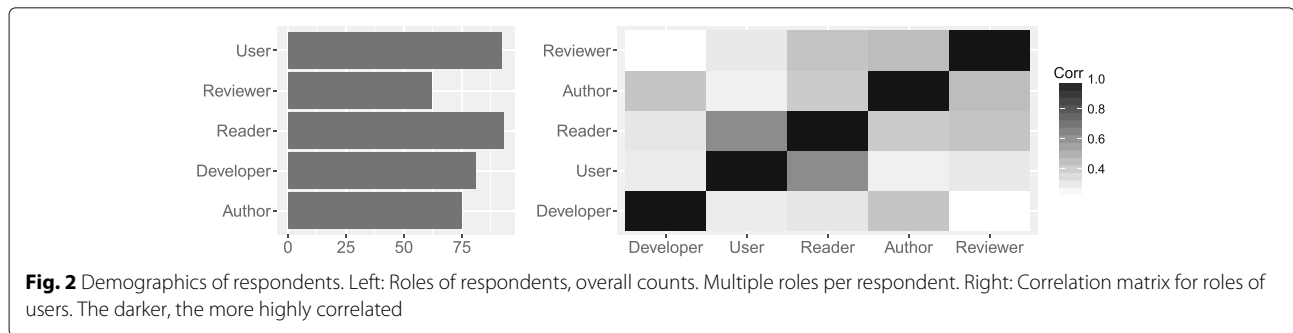 User
Reviewer
Reader
Developer
Author
0 25 50 75
Reviewer
Author
Reader
User
Developer
Developer User Reader Author Reviewer
Corr
1.0
0.8
0.6
0.4
Fig. 2 Demographics of respondents. Left: Roles of respondents, overall counts. Multiple roles per respondent. Right: Correlation matrix for roles of
users. The darker, the more highly correlated